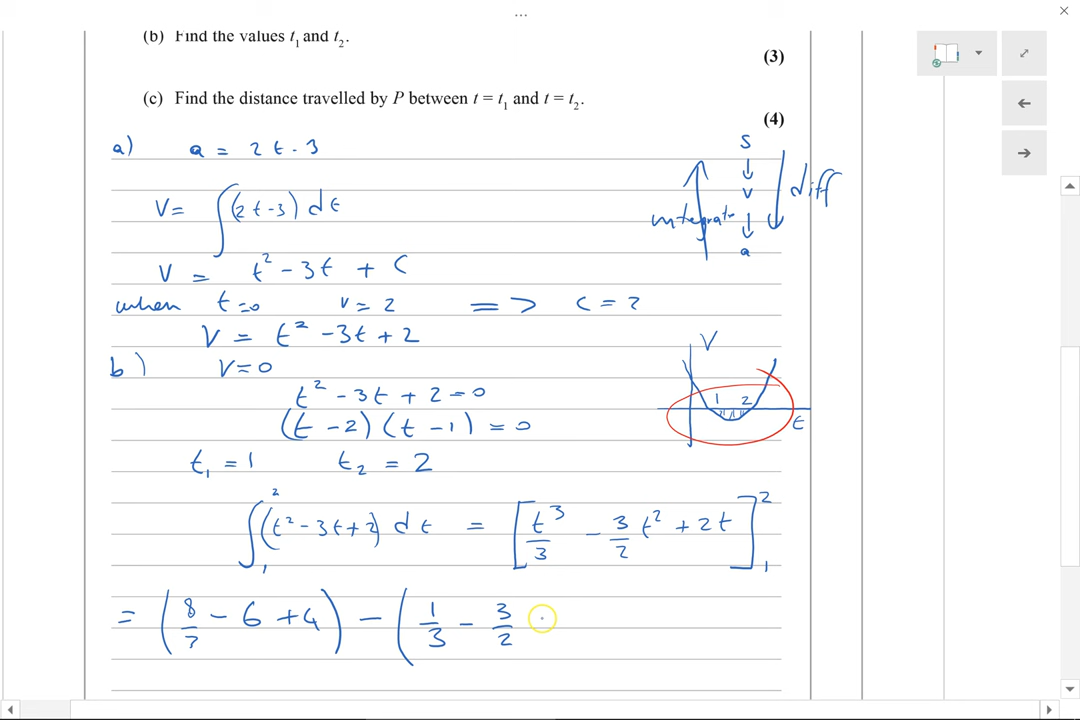 ...
(b) Find the values t₁ and t₂.
(3)
(c) Find the distance travelled by P between t = t₁ and t = t₂.
(4)
a) a = 2t - 3
V = ∫(2t-3) dt
V = t² - 3t + C
when t=0 v=2 => C = 2
V = t² - 3t + 2
b) V=0
t² - 3t + 2 = 0
(t - 2)(t - 1) = 0
t₁ = 1 t₂ = 2
∫₁² (t² - 3t + 2) dt = [t³/3 - 3/2 t² + 2t]₁²
= (8/3 - 6 + 4) - (1/3 - 3/2
S
↓
v
↓
a
integrate
diff
V
1 2
t